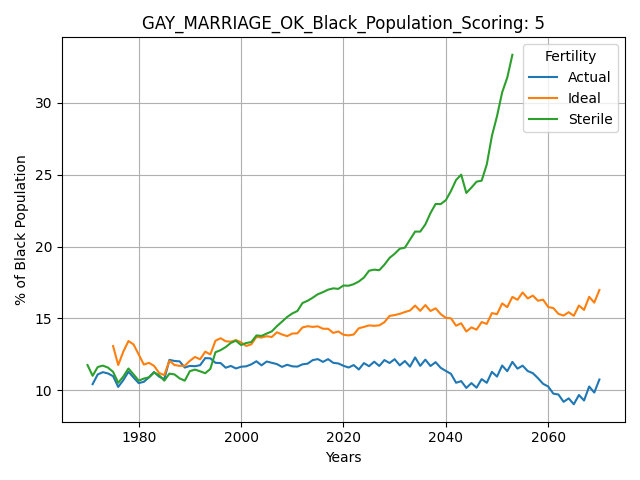 GAY_MARRIAGE_OK_Black_Population_Scoring: 5
Fertility
Actual
Ideal
Sterile
% of Black Population
30
25
20
15
10
1980 2000 2020 2040 2060
Years